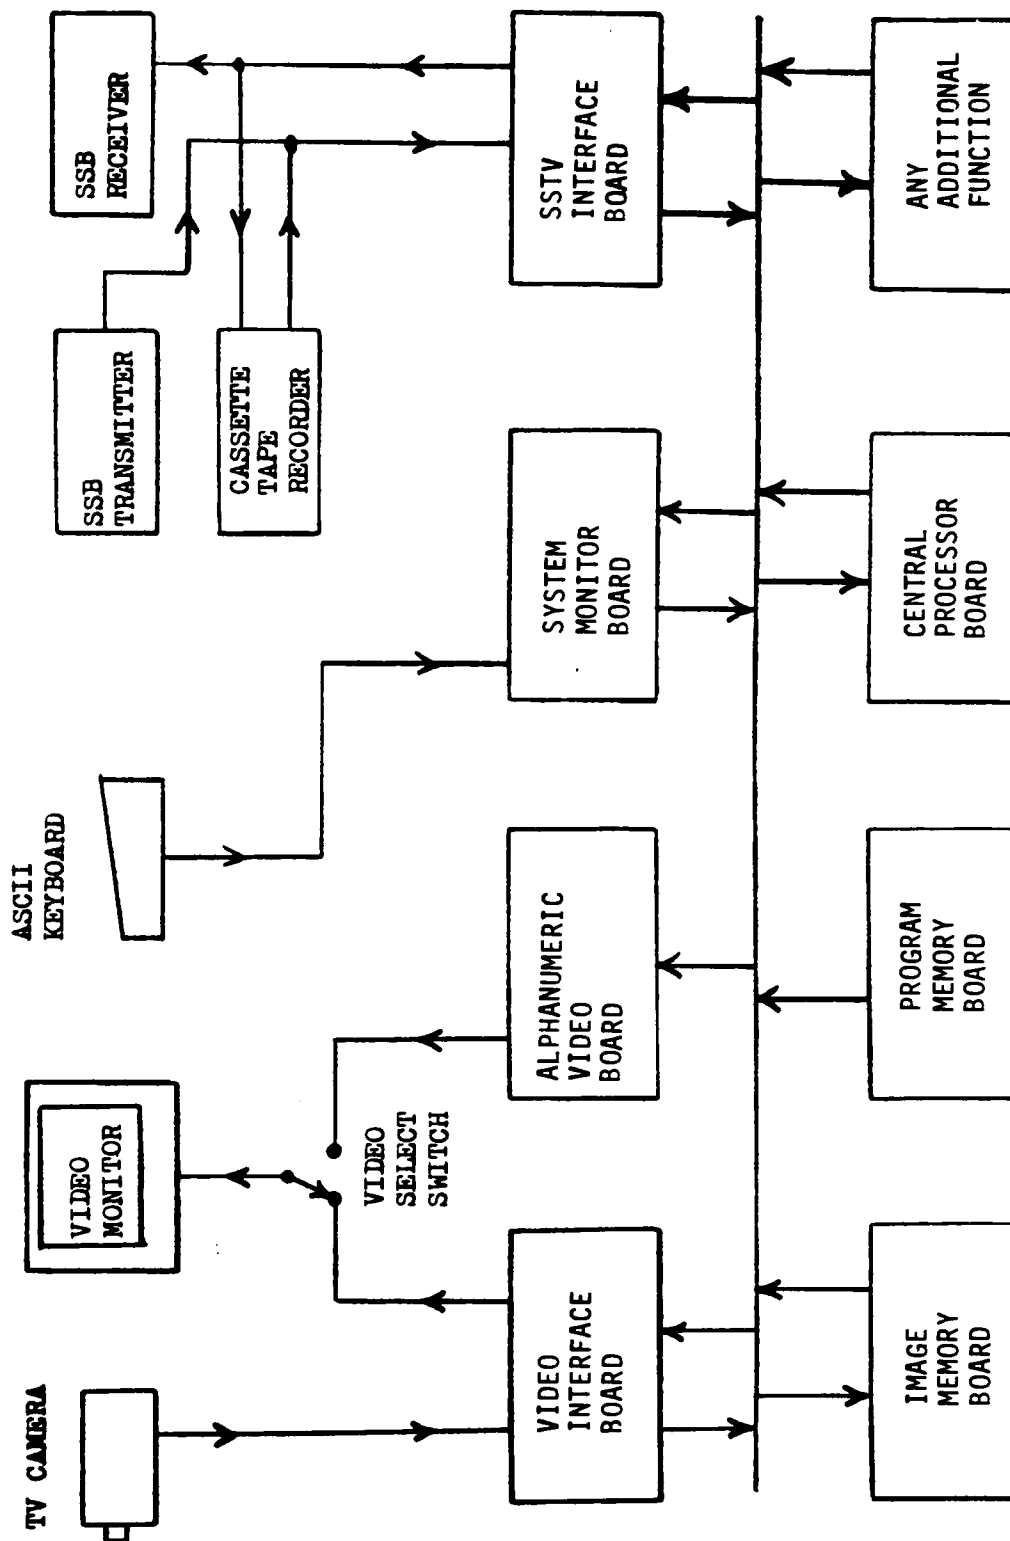 TV CAMERA
VIDEO
MONITOR
ASCII
KEYBOARD
SSB
TRANSMITTER
SSB
RECEIVER
CASSETTE
TAPE
RECORDER
VIDEO
SELECT
SWITCH
VIDEO
INTERFACE
BOARD
ALPHANUMERIC
VIDEO
BOARD
SYSTEM
MONITOR
BOARD
SSTV
INTERFACE
BOARD
IMAGE
MEMORY
BOARD
PROGRAM
MEMORY
BOARD
CENTRAL
PROCESSOR
BOARD
ANY
ADDITIONAL
FUNCTION